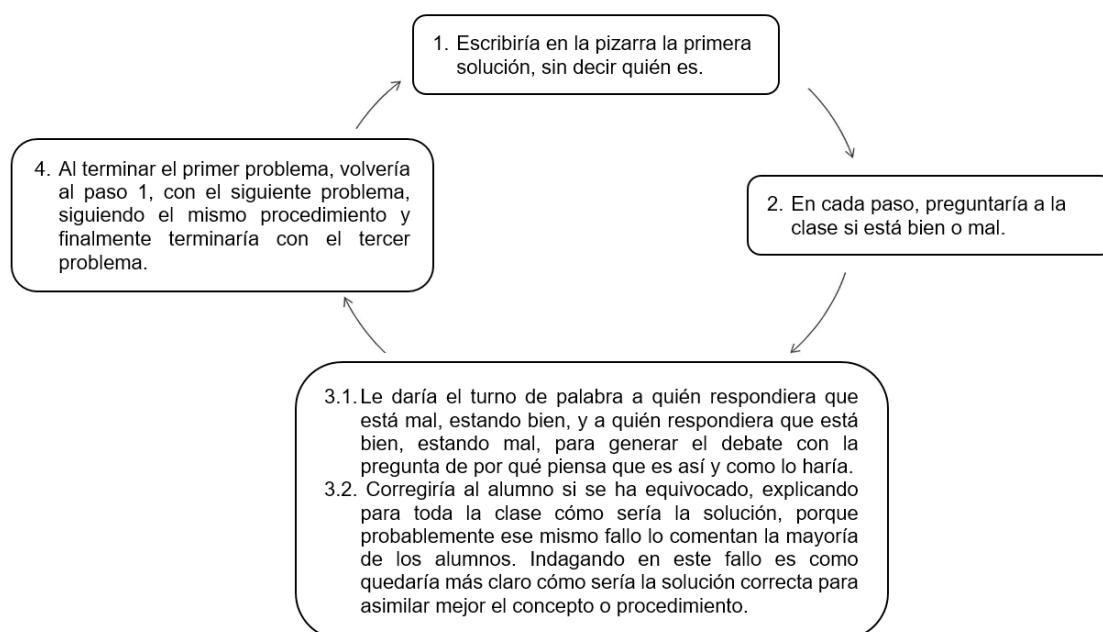 1. Escribiría en la pizarra la primera
solución, sin decir quién es.
2. En cada paso, preguntaría a la
clase si está bien o mal.
3.1. Le daría el turno de palabra a quién respondiera que
está mal, estando bien, y a quién respondiera que está
bien, estando mal, para generar el debate con la
pregunta de por qué piensa que es así y como lo haría.
3.2. Corregiría al alumno si se ha equivocado, explicando
para toda la clase cómo sería la solución, porque
probablemente ese mismo fallo lo comentan la mayoría
de los alumnos. Indagando en este fallo es como
quedaría más claro cómo sería la solución correcta para
asimilar mejor el concepto o procedimiento.
4. Al terminar el primer problema, volvería
al paso 1, con el siguiente problema,
siguiendo el mismo procedimiento y
finalmente terminaría con el tercer
problema.